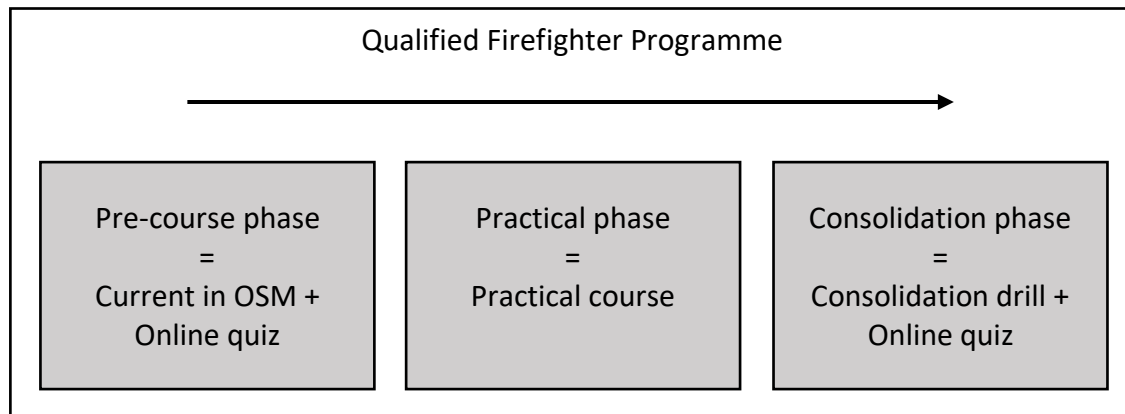 Qualified Firefighter Programme
Pre-course phase
=
Current in OSM +
Online quiz
Practical phase
=
Practical course
Consolidation phase
=
Consolidation drill +
Online quiz